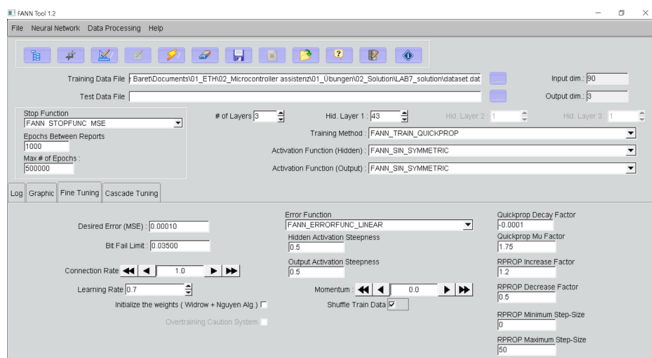 FANN Tool 1.2
File Neural Network Data Processing Help
Training Data File r Baret\Documents\01_ETH\02_Microcontroller assistenz\01_Übungen\02_Solution\LAB7_solution\dataset.dat Input dim.: 90
Test Data File Output dim.: 3
Stop Function
FANN_STOPFUNC_MSE
# of Layers 3 Hid. Layer 1 : 43 Hid. Layer 2 : 1 Hid. Layer 3 : 1
Epochs Between Reports
1000
Training Method : FANN_TRAIN_QUICKPROP
Max # of Epochs :
500000
Activation Function (Hidden) : FANN_SIN_SYMMETRIC
Activation Function (Output) : FANN_SIN_SYMMETRIC
Log Graphic Fine Tuning Cascade Tuning
Desired Error (MSE) : 0.00010
Bit Fail Limit : 0.03500
Connection Rate 1.0
Learning Rate 0.7
Initialize the weights ( Widrow + Nguyen Alg.)
Overtraining Caution System
Error Function
FANN_ERRORFUNC_LINEAR
Hidden Activation Steepness
0.5
Output Activation Steepness
0.5
Momentum : 0.0
Shuffle Train Data
Quickprop Decay Factor
-0.0001
Quickprop Mu Factor
1.75
RPROP Increase Factor
1.2
RPROP Decrease Factor
0.5
RPROP Minimum Step-Size
0
RPROP Maximum Step-Size
50